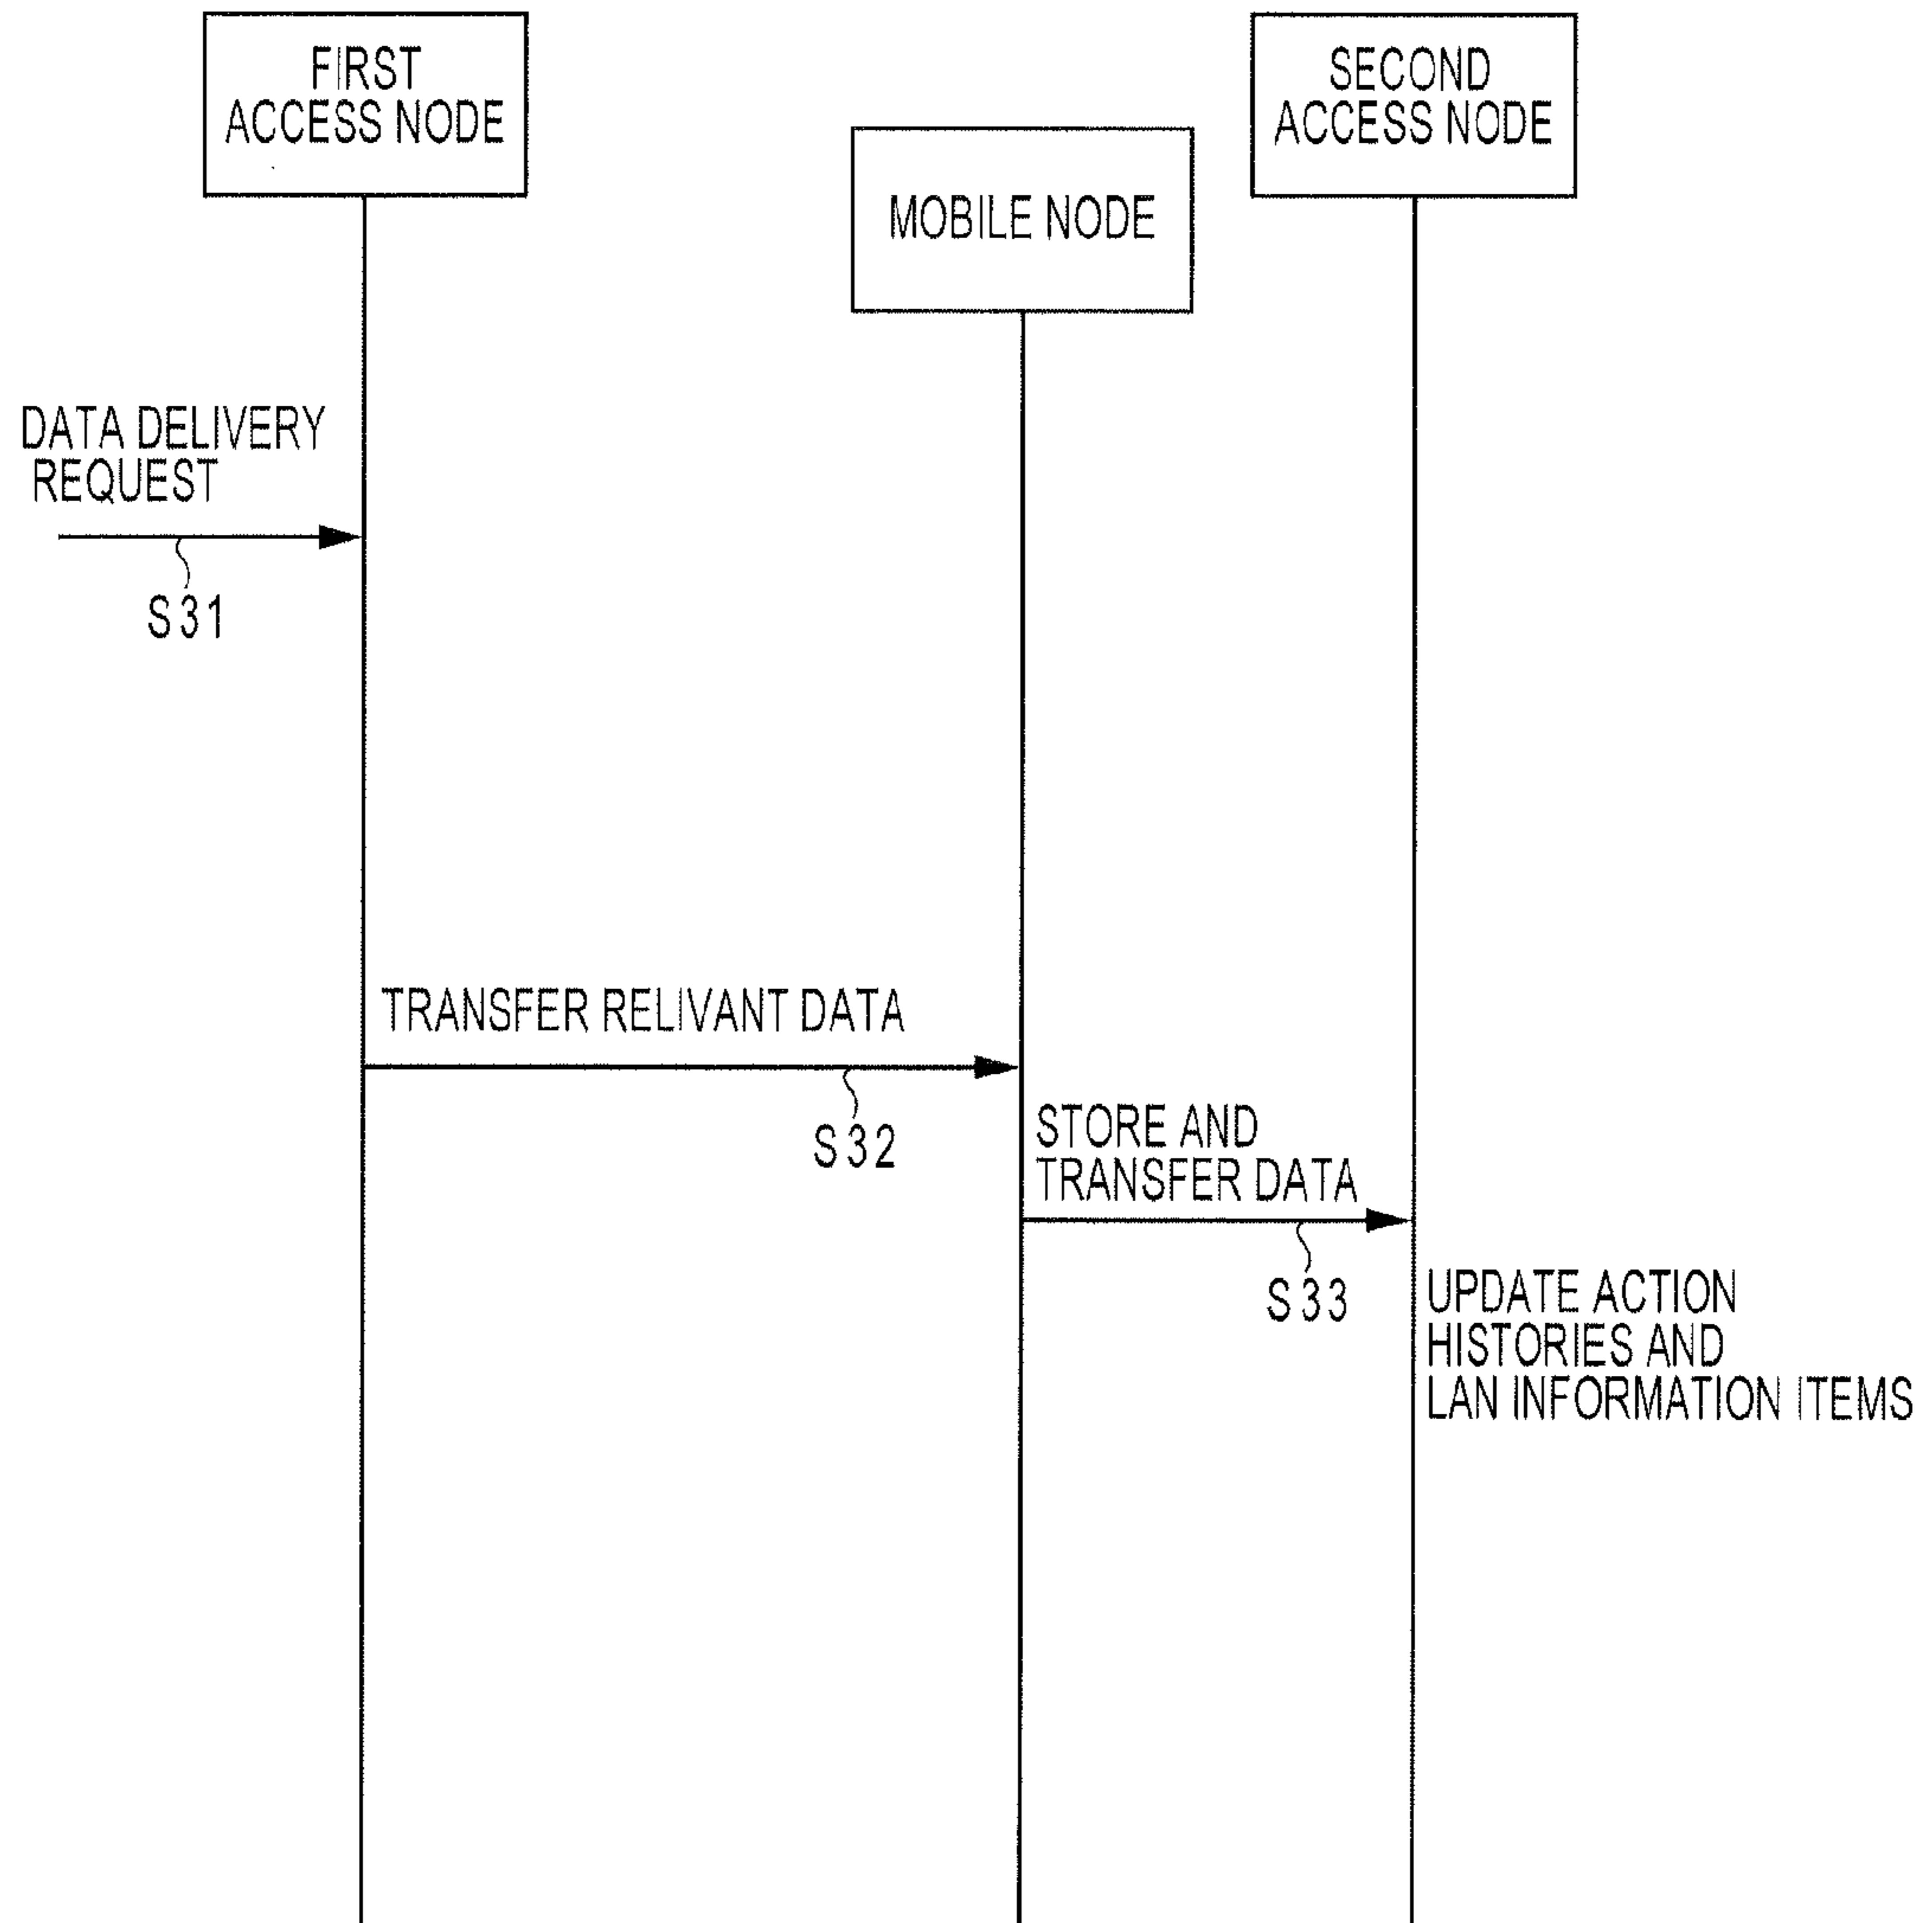 FIRST
ACCESS NODE
MOBILE NODE
SECOND
ACCESS NODE
DATA DELIVERY
REQUEST
S31
TRANSFER RELIVANT DATA
S32
STORE AND
TRANSFER DATA
S33
UPDATE ACTION
HISTORIES AND
LAN INFORMATION ITEMS